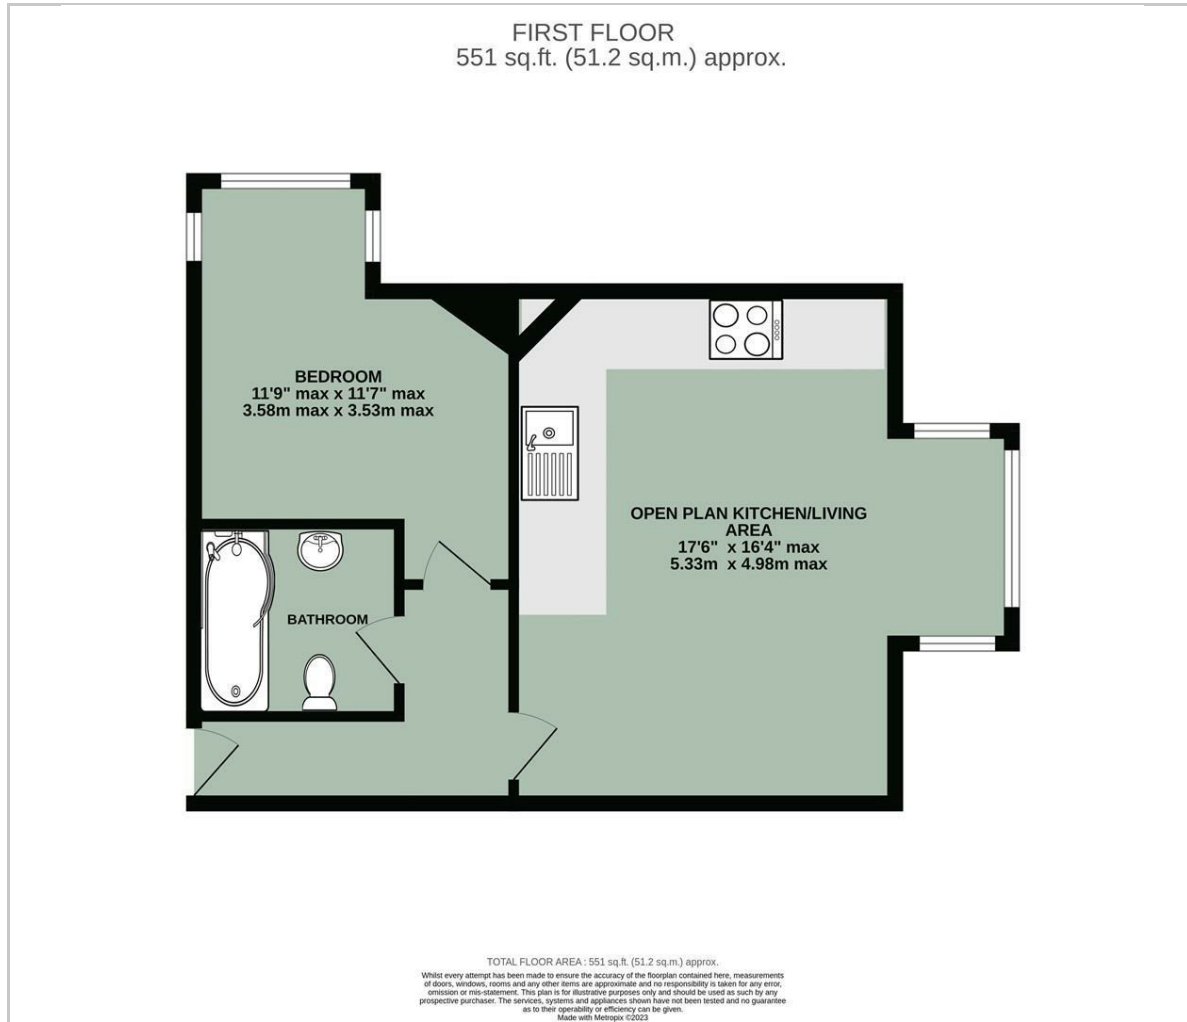 FIRST FLOOR
551 sq.ft. (51.2 sq.m.) approx.
BEDROOM
11'9" max x 11'7" max
3.58m max x 3.53m max
OPEN PLAN KITCHEN/LIVING
AREA
17'6" x 16'4" max
5.33m x 4.98m max
BATHROOM
TOTAL FLOOR AREA : 551 sq.ft. (51.2 sq.m.) approx.
Whilst every attempt has been made to ensure the accuracy of the floorplan contained here, measurements
of doors, windows, rooms and any other items are approximate and no responsibility is taken for any error,
omission or mis-statement. This plan is for illustrative purposes only and should be used as such by any
prospective purchaser. The services, systems and appliances shown have not been tested and no guarantee
as to their operability or efficiency can be given.
Made with Metropix ©2023